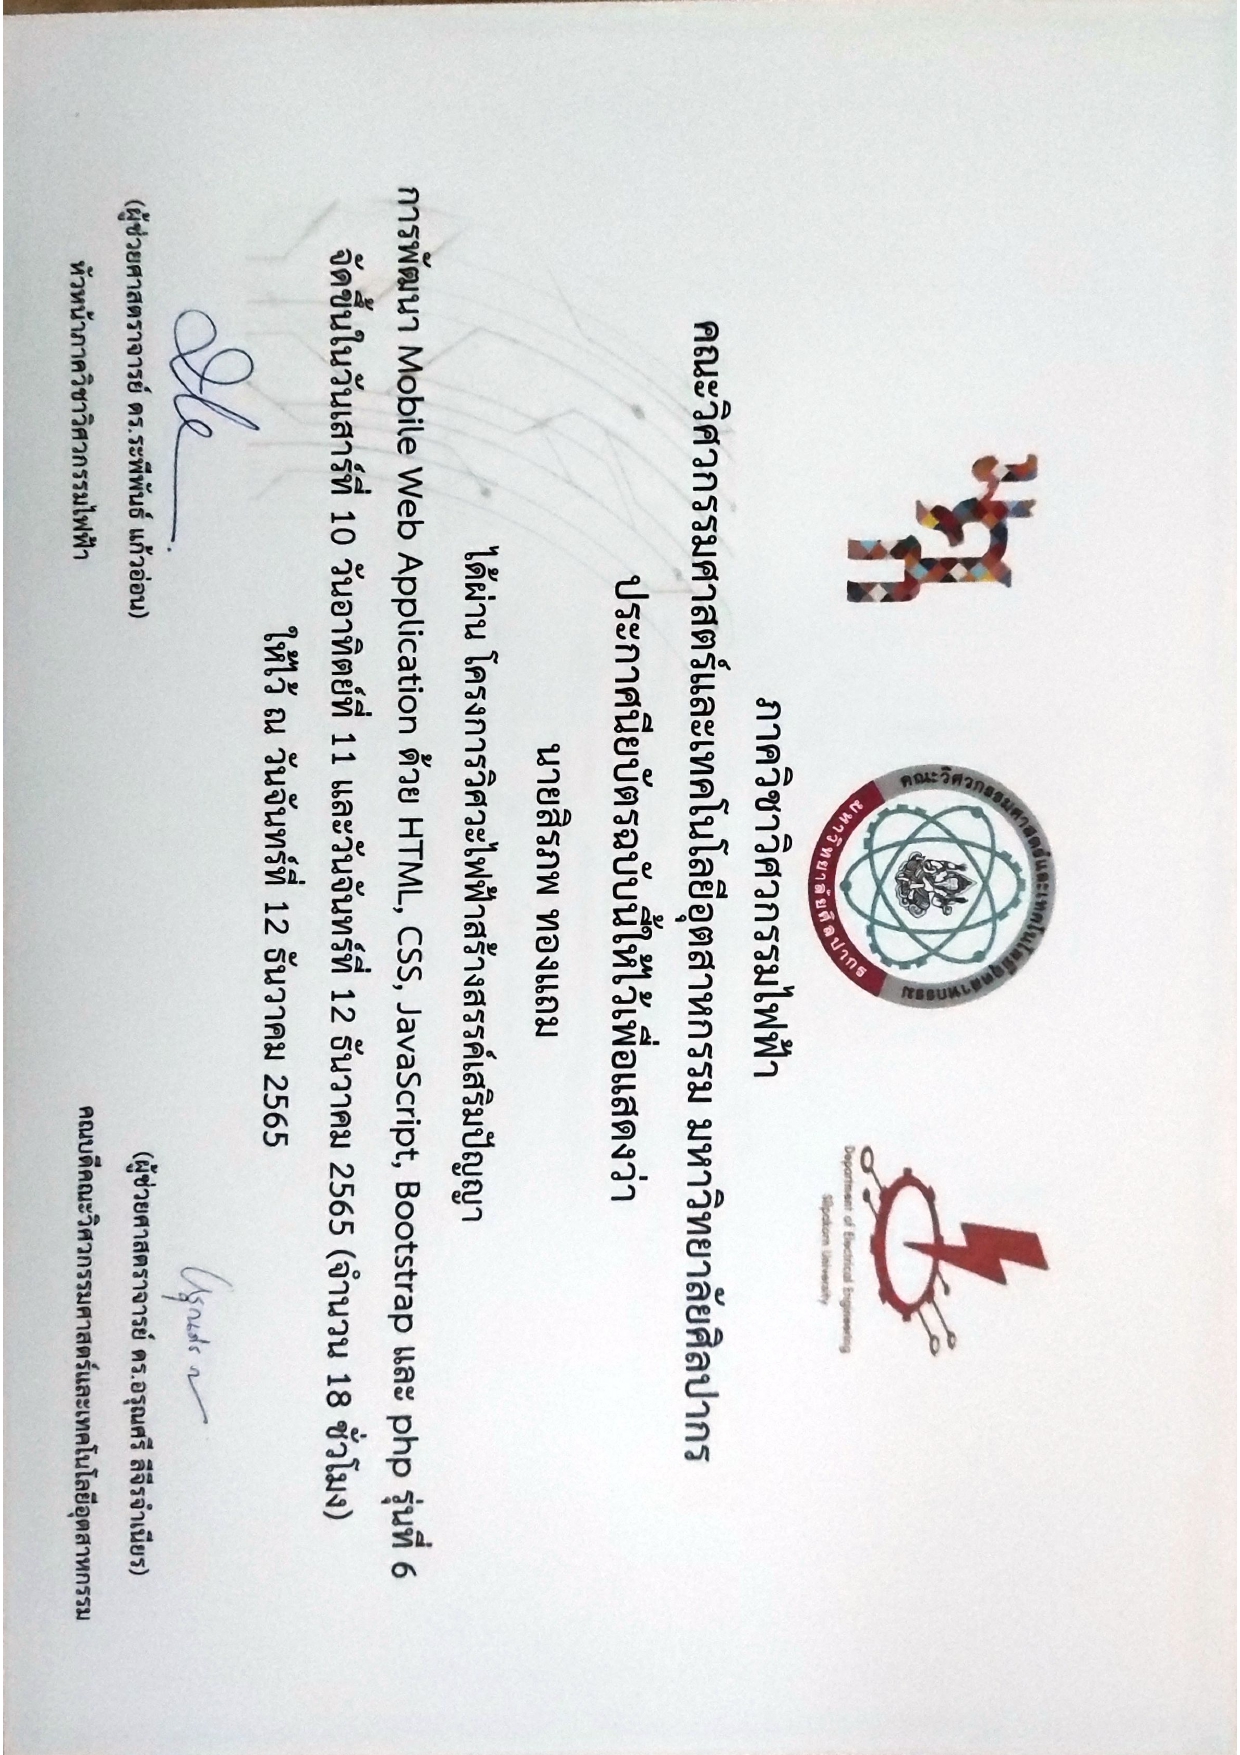 มศก
คณะวิศวกรรมศาสตร์และเทคโนโลยีอุตสาหกรรม
มหาวิทยาลัยศิลปากร
Department of Electrical Engineering
Silpakorn University
ภาควิชาวิศวกรรมไฟฟ้า
คณะวิศวกรรมศาสตร์และเทคโนโลยีอุตสาหกรรม มหาวิทยาลัยศิลปากร
ประกาศนียบัตรฉบับนี้ให้ไว้เพื่อแสดงว่า
นายสิรภพ ทองแถม
ได้ผ่าน โครงการวิศวะไฟฟ้าสร้างสรรค์เสริมปัญญา
การพัฒนา Mobile Web Application ด้วย HTML, CSS, JavaScript, Bootstrap และ php รุ่นที่ 6
จัดขึ้นในวันเสาร์ที่ 10 วันอาทิตย์ที่ 11 และวันจันทร์ที่ 12 ธันวาคม 2565 (จำนวน 18 ชั่วโมง)
ให้ไว้ ณ วันจันทร์ที่ 12 ธันวาคม 2565
(ผู้ช่วยศาสตราจารย์ ดร.ระพีพันธ์ แก้วอ่อน)
หัวหน้าภาควิชาวิศวกรรมไฟฟ้า
(ผู้ช่วยศาสตราจารย์ ดร.อรุณศรี ลีจีรจำเนียร)
คณบดีคณะวิศวกรรมศาสตร์และเทคโนโลยีอุตสาหกรรม